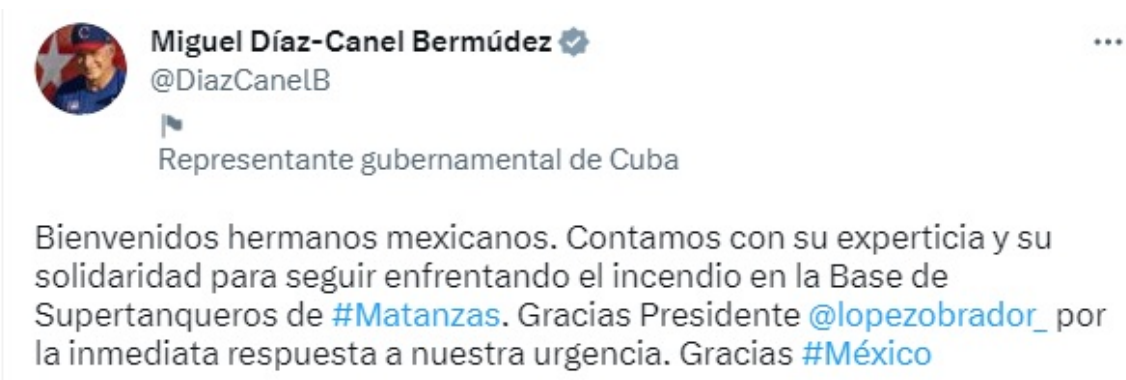 Miguel Díaz-Canel Bermúdez
@DiazCanelB
Representante gubernamental de Cuba
Bienvenidos hermanos mexicanos. Contamos con su experticia y su
solidaridad para seguir enfrentando el incendio en la Base de
Supertanqueros de #Matanzas. Gracias Presidente @lopezobrador_ por
la inmediata respuesta a nuestra urgencia. Gracias #México